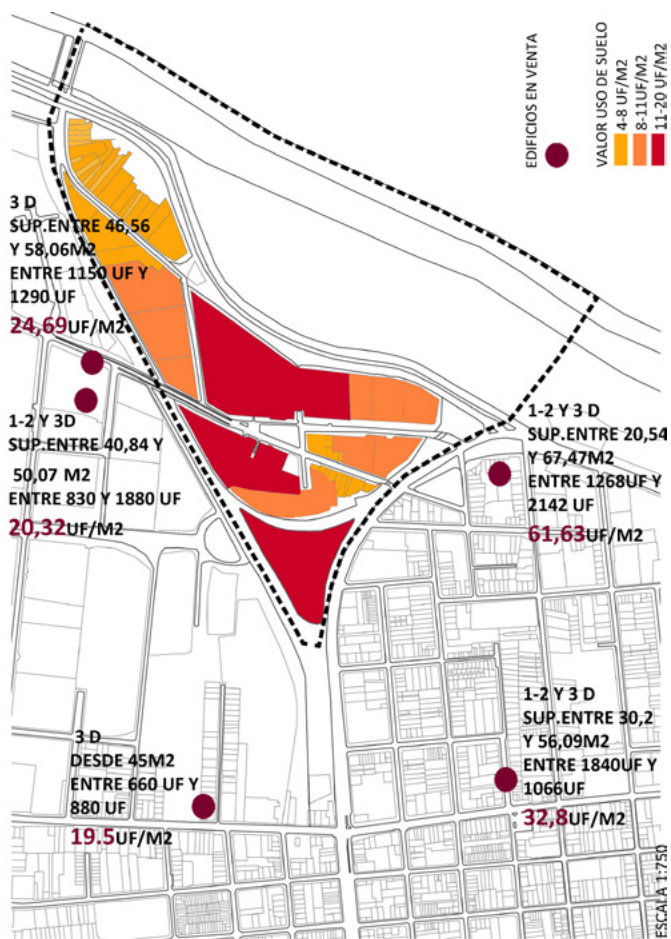 EDIFICIOS EN VENTA
VALOR USO DE SUELO
4-8 UF/M2
8-11UF/M2
11-20 UF/M2
3 D
SUP.ENTRE 46,56
Y 58,06M2
ENTRE 1150 UF Y
1290 UF
24,69UF/M2
1-2 Y 3D
SUP.ENTRE 40,84 Y
50,07 M2
ENTRE 830 Y 1880 UF
20,32UF/M2
1-2 Y 3 D
SUP.ENTRE 20,54
Y 67,47M2
ENTRE 1268UF Y
2142 UF
61,63UF/M2
3 D
DESDE 45M2
ENTRE 660 UF Y
880 UF
19.5UF/M2
1-2 Y 3 D
SUP.ENTRE 30,2
Y 56,09M2
ENTRE 1840UF Y
1066UF
32,8UF/M2
ESCALA 1:750